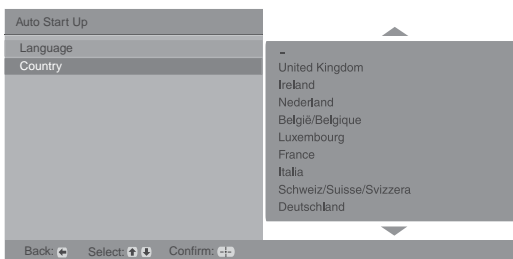 Auto Start Up
Language
Country
-
United Kingdom
Ireland
Nederland
België/Belgique
Luxembourg
France
Italia
Schweiz/Suisse/Svizzera
Deutschland
Back: Select: Confirm: